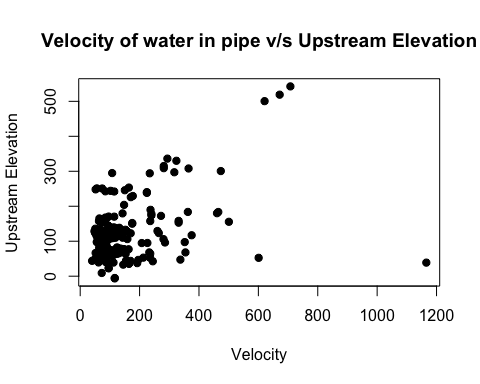 Velocity of water in pipe v/s Upstream Elevation
Upstream Elevation
500
300
100
0
0 200 400 600 800 1000 1200
Velocity